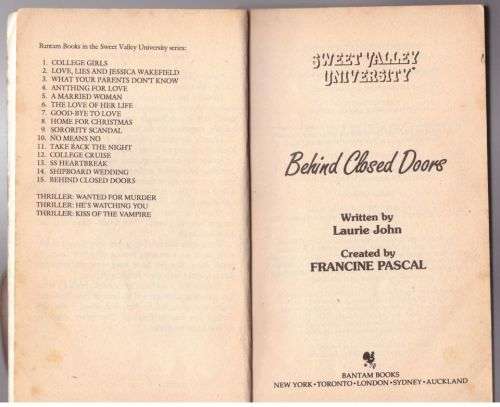 Bantam Books in the Sweet Valley University series:
1. COLLEGE GIRLS
2. LOVE, LIES AND JESSICA WAKEFIELD
3. WHAT YOUR PARENTS DON'T KNOW
4. ANYTHING FOR LOVE
5. A MARRIED WOMAN
6. THE LOVE OF HER LIFE
7. GOOD-BYE TO LOVE
8. HOME FOR CHRISTMAS
9. SORORITY SCANDAL
10. NO MEANS NO
11. TAKE BACK THE NIGHT
12. COLLEGE CRUISE
13. SS HEARTBREAK
14. SHIPBOARD WEDDING
15. BEHIND CLOSED DOORS
THRILLER: WANTED FOR MURDER
THRILLER: HE'S WATCHING YOU
THRILLER: KISS OF THE VAMPIRE
SWEET VALLEY
UNIVERSITY™
Behind Closed Doors
Written by
Laurie John
Created by
FRANCINE PASCAL
BANTAM BOOKS
NEW YORK • TORONTO • LONDON • SYDNEY • AUCKLAND